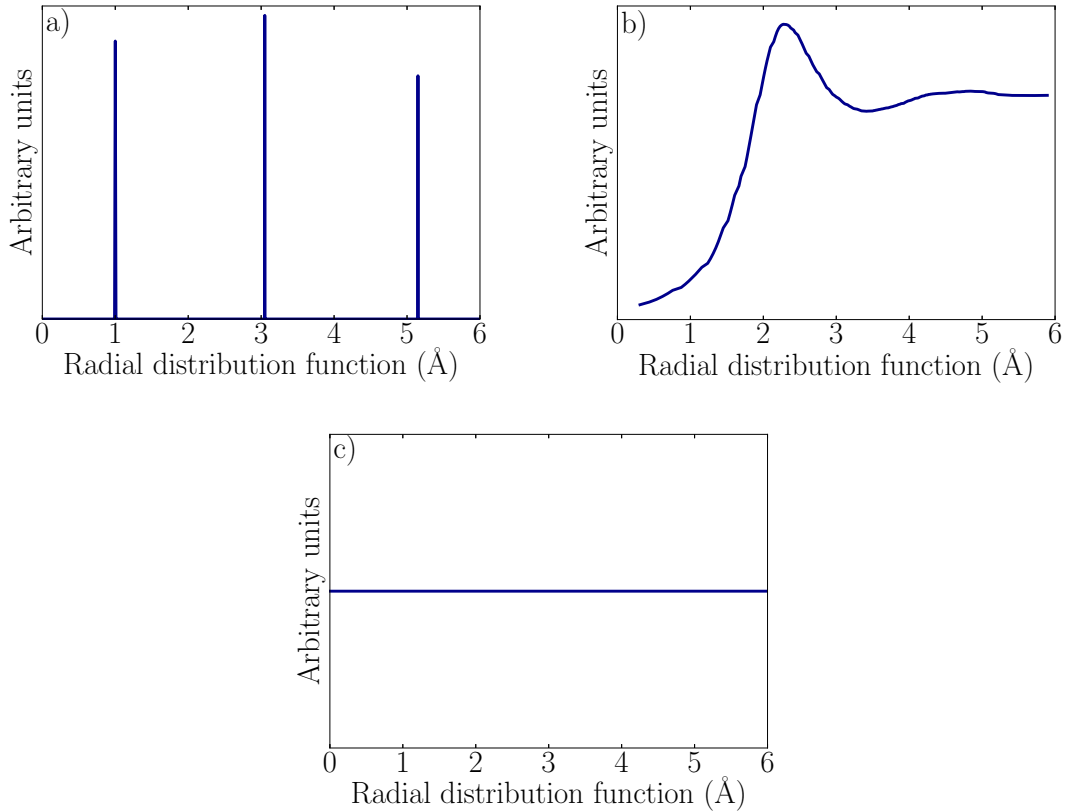 a)
Arbitrary units
0 1 2 3 4 5 6
Radial distribution function (Å)
b)
Arbitrary units
0 1 2 3 4 5 6
Radial distribution function (Å)
c)
Arbitrary units
0 1 2 3 4 5 6
Radial distribution function (Å)